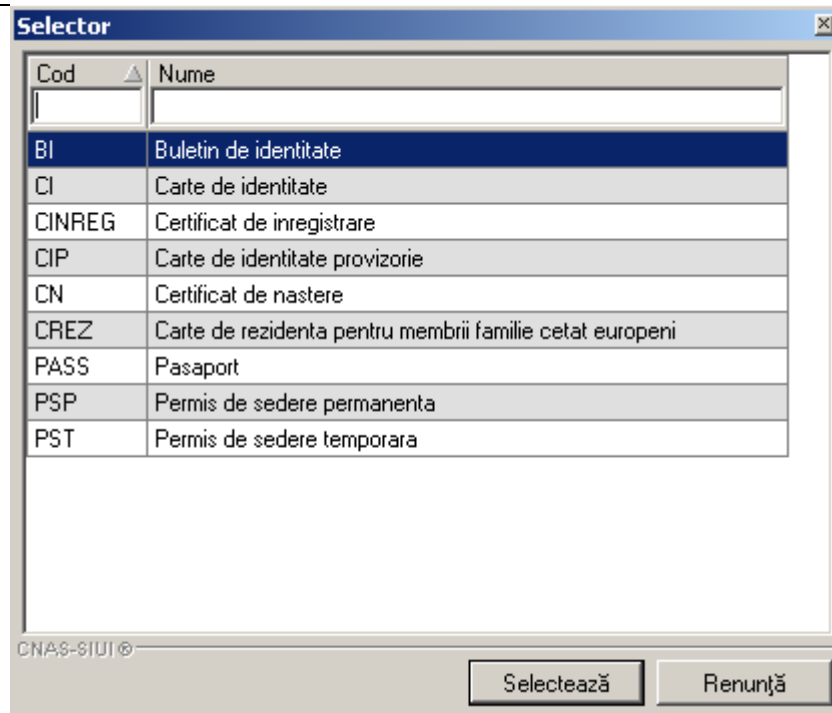 Selector
Cod Nume
BI Buletin de identitate
CI Carte de identitate
CINREG Certificat de inregistrare
CIP Carte de identitate provizorie
CN Certificat de nastere
CREZ Carte de rezidenta pentru membrii familie cetat europeni
PASS Pasaport
PSP Permis de sedere permanenta
PST Permis de sedere temporara
CNAS-SIUI®
Selectează Renunţă